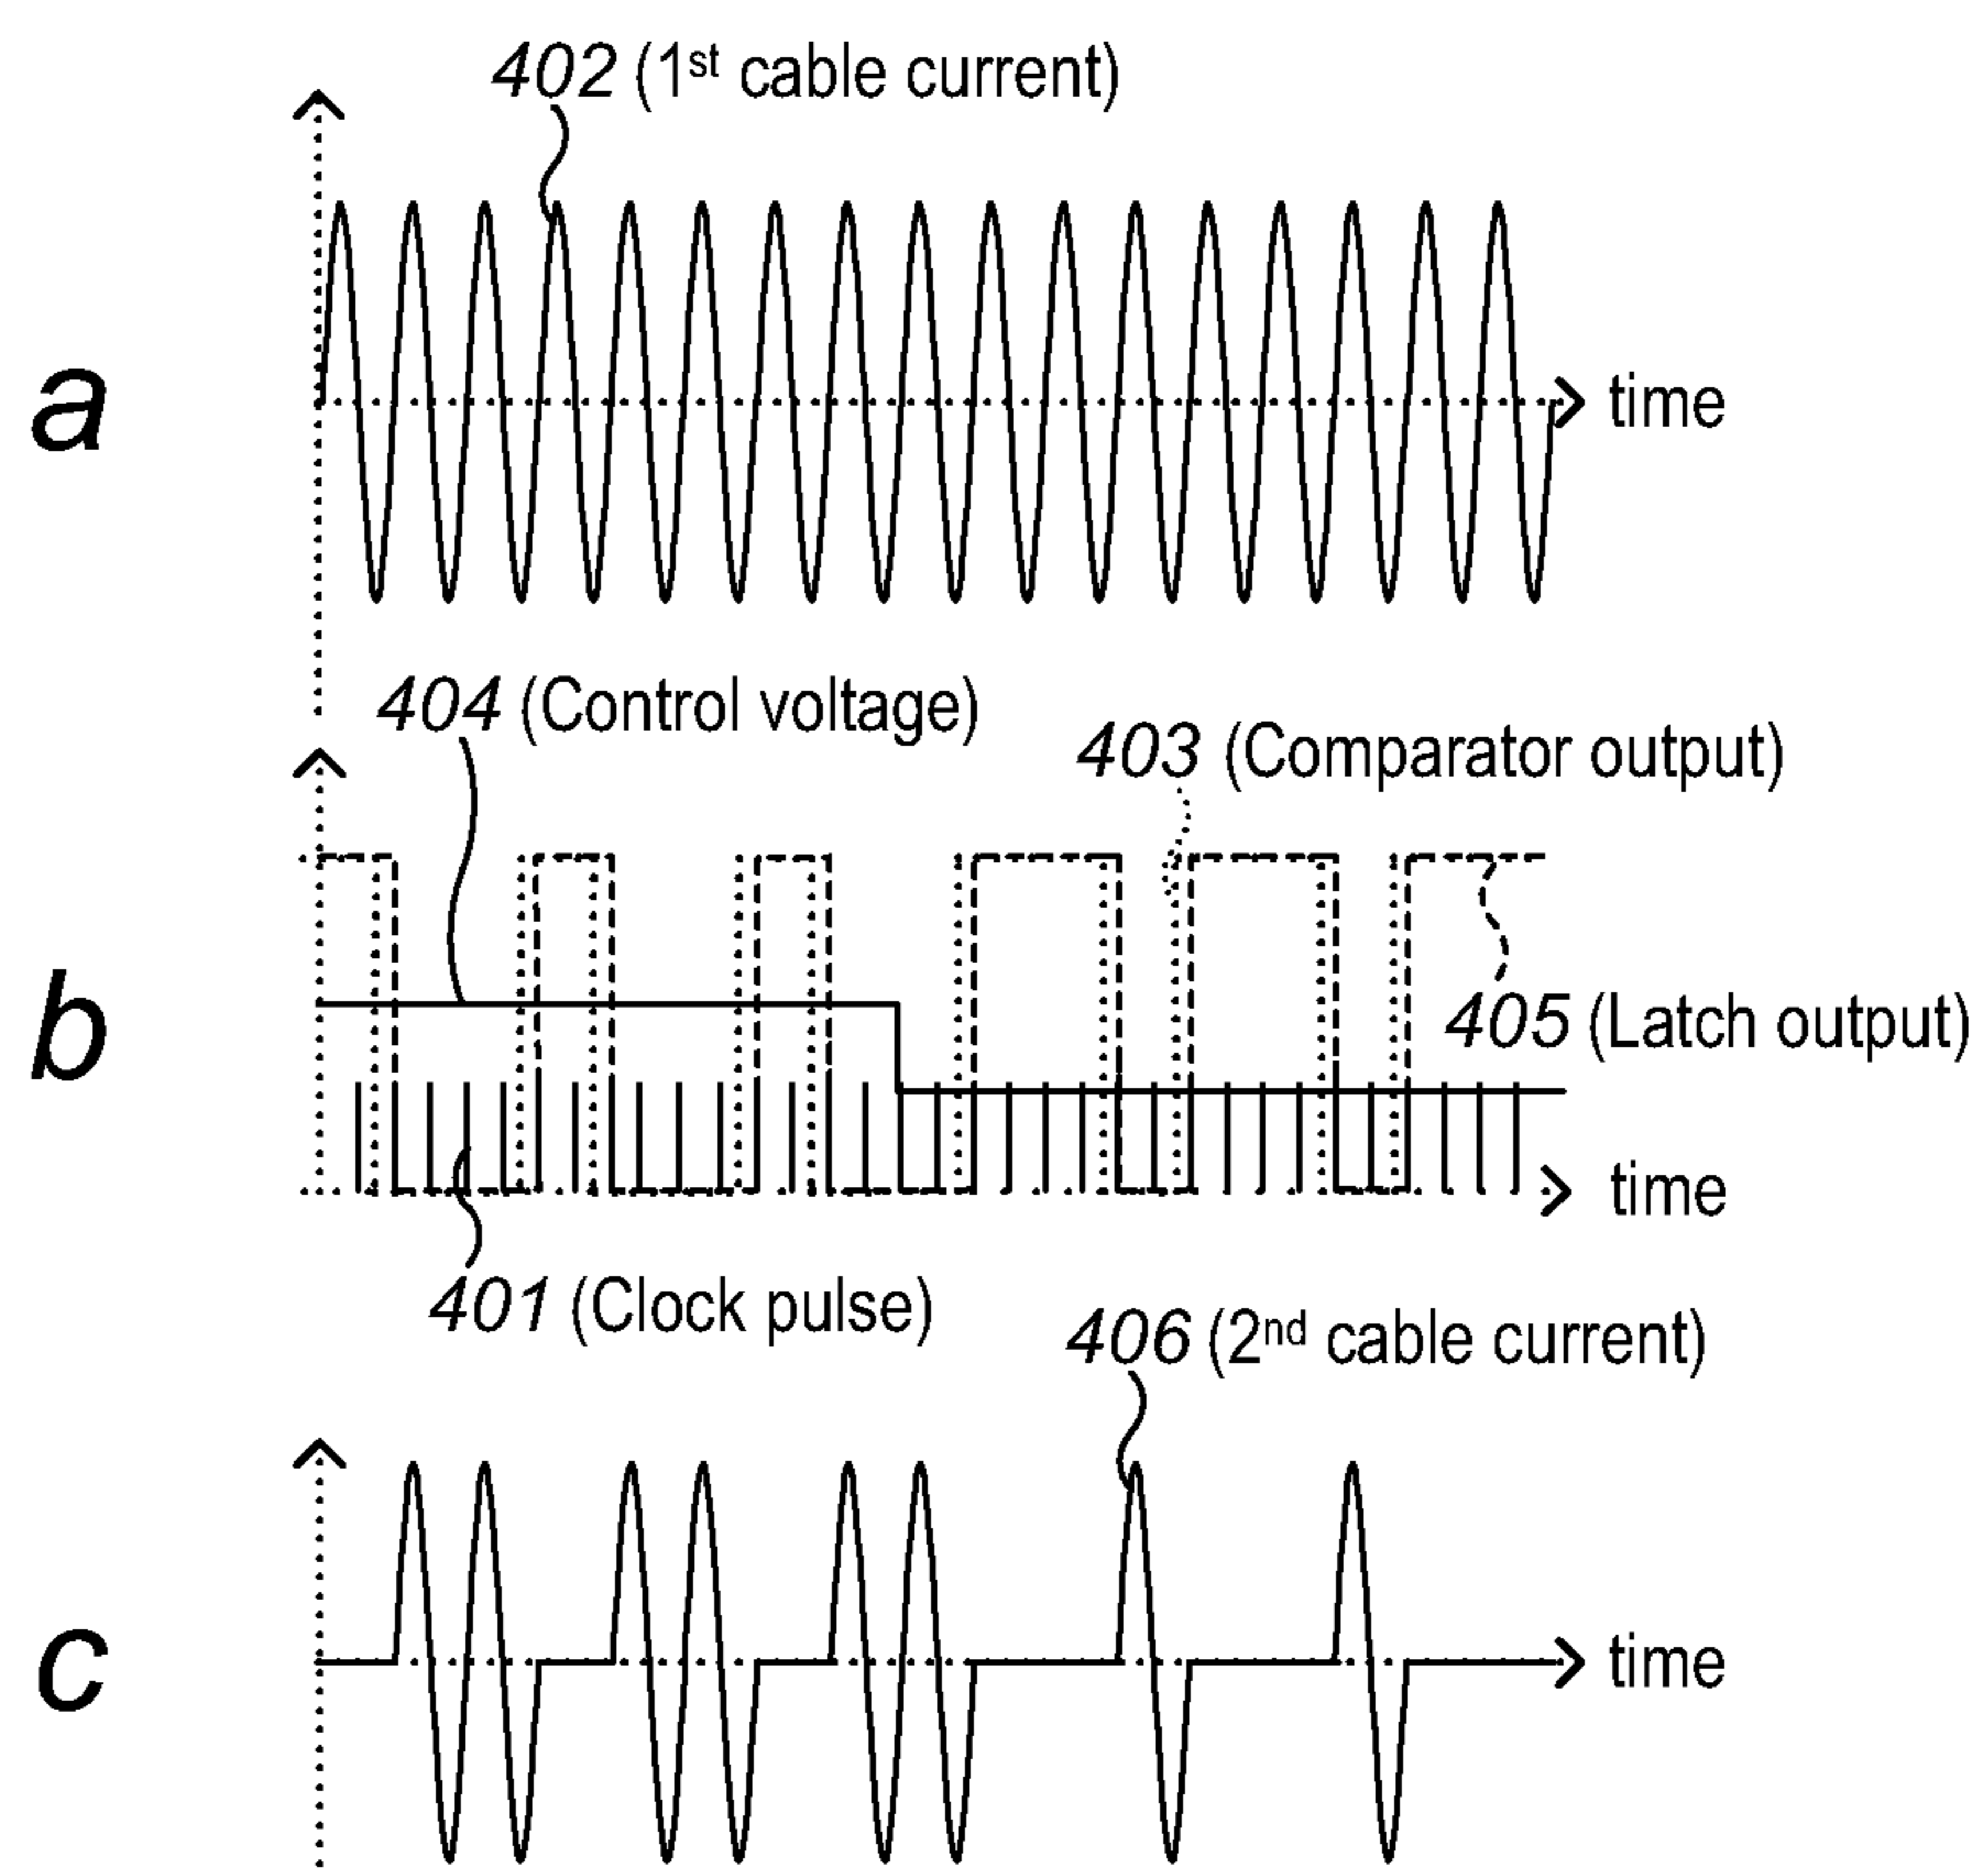 402 (1st cable current)
a
time
404 (Control voltage)
403 (Comparator output)
b
405 (Latch output)
time
401 (Clock pulse)
406 (2nd cable current)
c
time